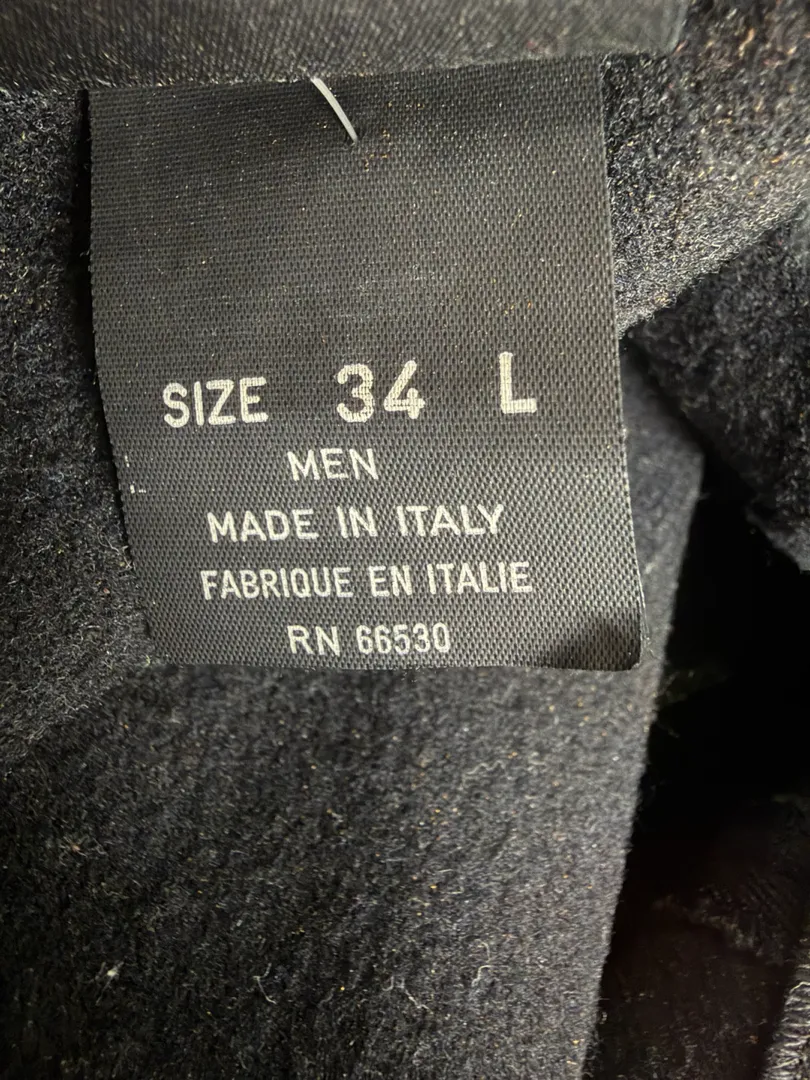 SIZE 34 L
MEN
MADE IN ITALY
FABRIQUE EN ITALIE
RN 66530